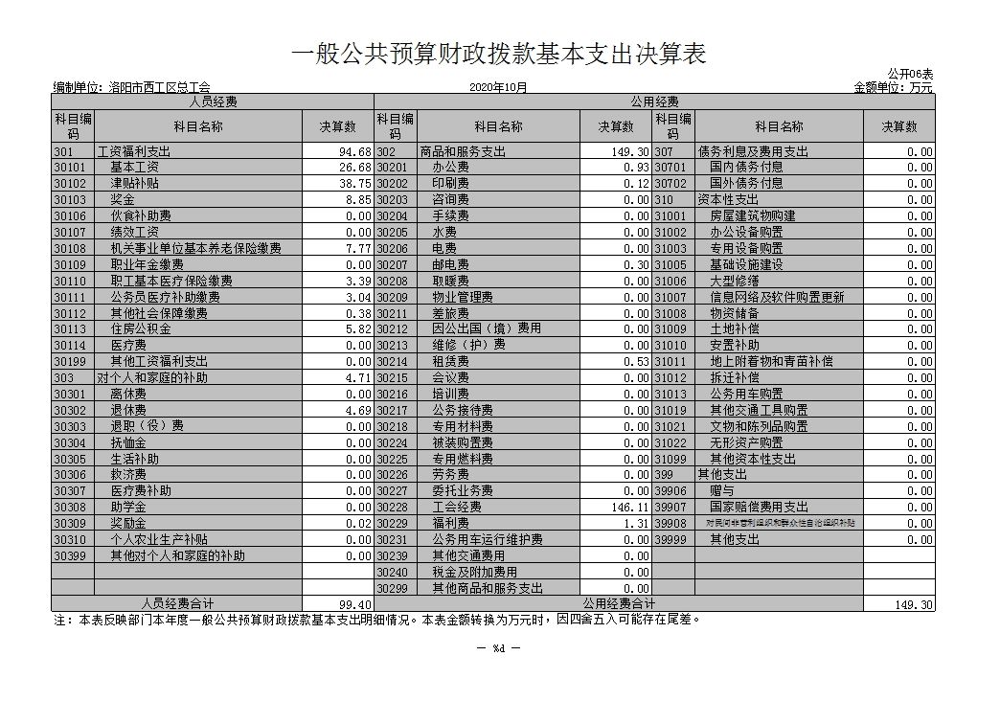 一般公共预算财政拨款基本支出决算表
公开06表
编制单位：洛阳市西工区总工会 2020年10月 金额单位：万元
人员经费 公用经费
科目编码 科目名称 决算数 科目编码 科目名称 决算数 科目编码 科目名称 决算数
301 工资福利支出 94.68 302 商品和服务支出 149.30 307 债务利息及费用支出 0.00
30101 基本工资 26.68 30201 办公费 0.93 30701 国内债务付息 0.00
30102 津贴补贴 38.75 30202 印刷费 0.12 30702 国外债务付息 0.00
30103 奖金 8.85 30203 咨询费 0.00 310 资本性支出 0.00
30106 伙食补助费 0.00 30204 手续费 0.00 31001 房屋建筑物购建 0.00
30107 绩效工资 0.00 30205 水费 0.00 31002 办公设备购置 0.00
30108 机关事业单位基本养老保险缴费 7.77 30206 电费 0.00 31003 专用设备购置 0.00
30109 职业年金缴费 0.00 30207 邮电费 0.30 31005 基础设施建设 0.00
30110 职工基本医疗保险缴费 3.39 30208 取暖费 0.00 31006 大型修缮 0.00
30111 公务员医疗补助缴费 3.04 30209 物业管理费 0.00 31007 信息网络及软件购置更新 0.00
30112 其他社会保障缴费 0.38 30211 差旅费 0.00 31008 物资储备 0.00
30113 住房公积金 5.82 30212 因公出国（境）费用 0.00 31009 土地补偿 0.00
30114 医疗费 0.00 30213 维修（护）费 0.00 31010 安置补助 0.00
30199 其他工资福利支出 0.00 30214 租赁费 0.53 31011 地上附着物和青苗补偿 0.00
303 对个人和家庭的补助 4.71 30215 会议费 0.00 31012 拆迁补偿 0.00
30301 离休费 0.00 30216 培训费 0.00 31013 公务用车购置 0.00
30302 退休费 4.69 30217 公务接待费 0.00 31019 其他交通工具购置 0.00
30303 退职（役）费 0.00 30218 专用材料费 0.00 31021 文物和陈列品购置 0.00
30304 抚恤金 0.00 30224 被装购置费 0.00 31022 无形资产购置 0.00
30305 生活补助 0.00 30225 专用燃料费 0.00 31099 其他资本性支出 0.00
30306 救济费 0.00 30226 劳务费 0.00 399 其他支出 0.00
30307 医疗费补助 0.00 30227 委托业务费 0.00 39906 赠与 0.00
30308 助学金 0.00 30228 工会经费 146.11 39907 国家赔偿费用支出 0.00
30309 奖励金 0.02 30229 福利费 1.31 39908 对民间非营利组织和群众性自治组织补贴 0.00
30310 个人农业生产补贴 0.00 30231 公务用车运行维护费 0.00 39999 其他支出 0.00
30399 其他对个人和家庭的补助 0.00 30239 其他交通费用 0.00
30240 税金及附加费用 0.00
30299 其他商品和服务支出 0.00
人员经费合计 99.40 公用经费合计 149.30
注：本表反映部门本年度一般公共预算财政拨款基本支出明细情况。本表金额转换为万元时，因四舍五入可能存在尾差。
— %d —